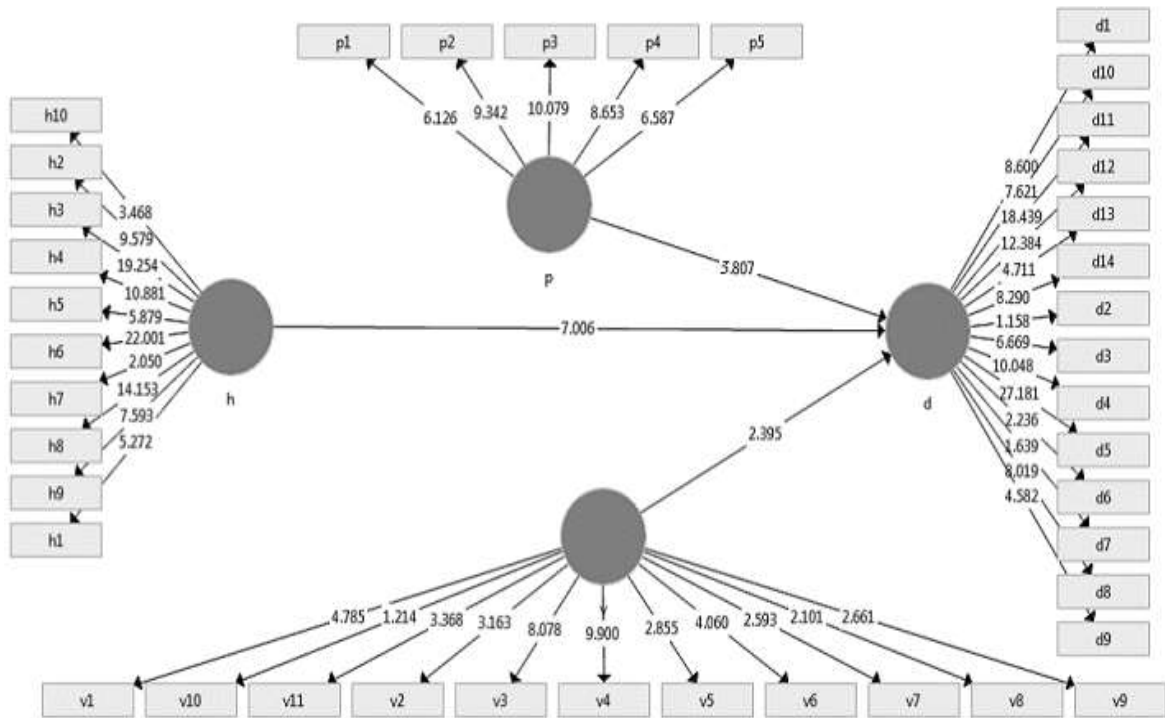 p1
p2
p3
p4
p5
6.126
9.342
10.079
8.653
6.587
p
h10
h2
h3
h4
h5
h6
h7
h8
h9
h1
3.468
9.579
19.254
10.881
5.879
22.001
2.050
14.153
7.593
5.272
h
3.807
7.006
2.395
d1
d10
d11
d12
d13
d14
d2
d3
d4
d5
d6
d7
d8
d9
8.600
7.621
18.439
12.384
4.711
8.290
1.158
6.669
10.048
27.181
2.236
1.639
8.019
4.582
d
v
4.785
1.214
3.368
3.163
8.078
9.900
2.855
4.060
2.593
2.101
2.661
v1
v10
v11
v2
v3
v4
v5
v6
v7
v8
v9